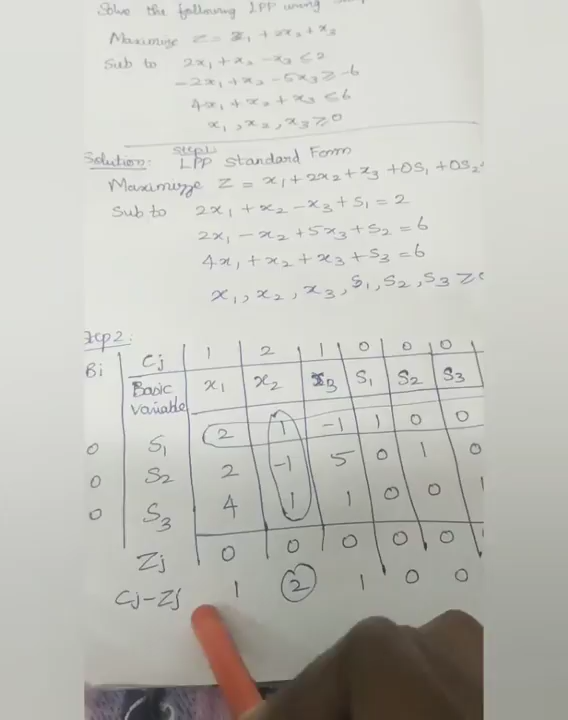 Solve the following LPP using
Maximize Z = x₁ + 2x₂ + x₃
Sub to 2x₁ + x₂ - x₃ ≤ 2
-2x₁ + x₂ - 5x₃ ≥ -6
4x₁ + x₂ + x₃ ≤ 6
x₁, x₂, x₃ ≥ 0
Solution: Step1 LPP Standard Form
Maximize Z = x₁ + 2x₂ + x₃ + 0S₁ + 0S₂ +
Sub to 2x₁ + x₂ - x₃ + S₁ = 2
2x₁ - x₂ + 5x₃ + S₂ = 6
4x₁ + x₂ + x₃ + S₃ = 6
x₁, x₂, x₃, S₁, S₂, S₃ ≥
Step2:
Bi Cj 1 2 1 0 0 0
Basic Variable x₁ x₂ x₃ S₁ S₂ S₃
0 S₁ 2 1 -1 1 0 0
0 S₂ 2 -1 5 0 1 0
0 S₃ 4 1 1 0 0
Zj 0 0 0 0 0
Cj-Zj 1 2 1 0 0